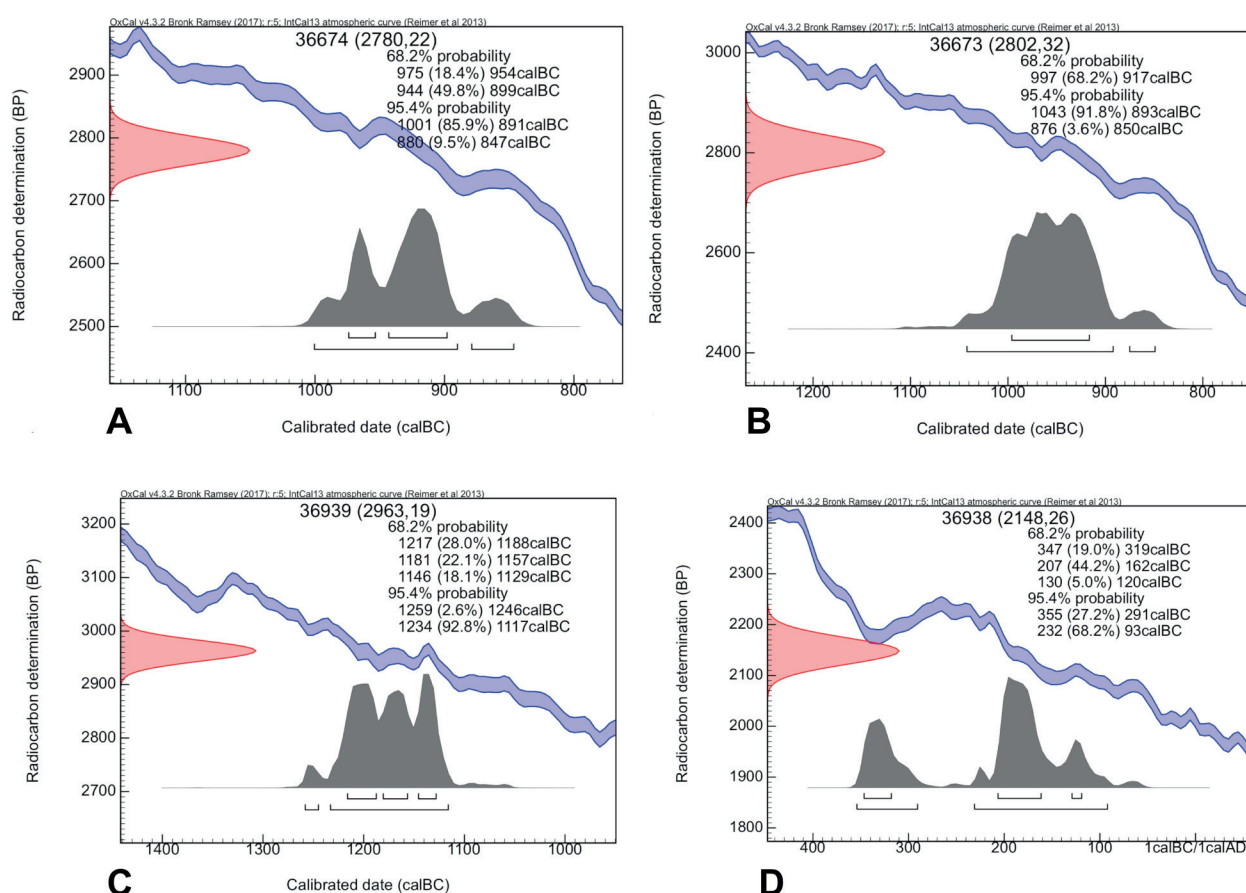 OxCal v4.3.2 Bronk Ramsey (2017); r:5; IntCal13 atmospheric curve (Reimer et al 2013)
36674 (2780,22)
68.2% probability
975 (18.4%) 954calBC
944 (49.8%) 899calBC
95.4% probability
1001 (85.9%) 891calBC
880 (9.5%) 847calBC
Radiocarbon determination (BP)
2900
2800
2700
2600
2500
2400
1100
1000
900
800
Calibrated date (calBC)
A
OxCal v4.3.2 Bronk Ramsey (2017); r:5; IntCal13 atmospheric curve (Reimer et al 2013)
36673 (2802,32)
68.2% probability
997 (68.2%) 917calBC
95.4% probability
1043 (91.8%) 893calBC
876 (3.6%) 850calBC
Radiocarbon determination (BP)
3000
2800
2600
2400
1200
1100
1000
900
800
Calibrated date (calBC)
B
OxCal v4.3.2 Bronk Ramsey (2017); r:5; IntCal13 atmospheric curve (Reimer et al 2013)
36939 (2963,19)
68.2% probability
1217 (28.0%) 1188calBC
1181 (22.1%) 1157calBC
1146 (18.1%) 1129calBC
95.4% probability
1259 (2.6%) 1246calBC
1234 (92.8%) 1117calBC
Radiocarbon determination (BP)
3200
3100
3000
2900
2800
2700
1400
1300
1200
1100
1000
Calibrated date (calBC)
C
OxCal v4.3.2 Bronk Ramsey (2017); r:5; IntCal13 atmospheric curve (Reimer et al 2013)
36938 (2148,26)
68.2% probability
347 (19.0%) 319calBC
207 (44.2%) 162calBC
130 (5.0%) 120calBC
95.4% probability
355 (27.2%) 291calBC
232 (68.2%) 93calBC
Radiocarbon determination (BP)
2400
2300
2200
2100
2000
1900
1800
400
300
200
100
1calBC/1calAD
D